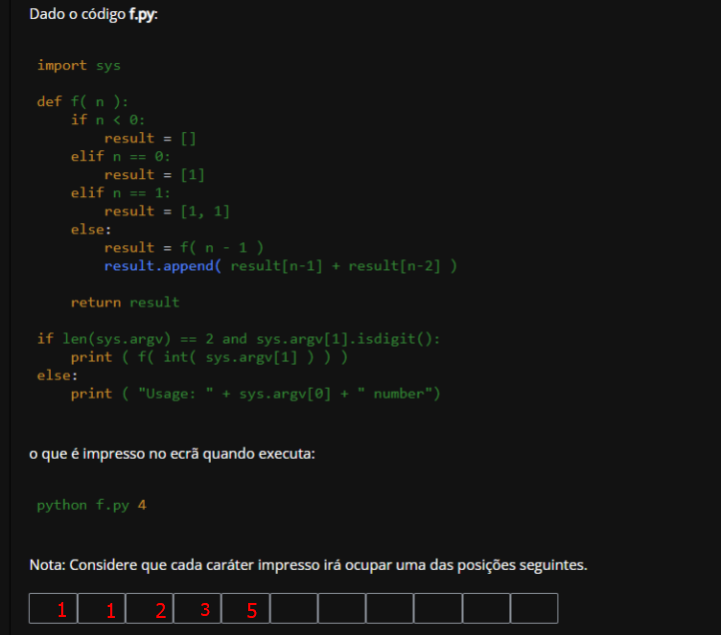 Dado o código f.py:
import sys
def f( n ):
if n < 0:
result = []
elif n == 0:
result = [1]
elif n == 1:
result = [1, 1]
else:
result = f( n - 1 )
result.append( result[n-1] + result[n-2] )
return result
if len(sys.argv) == 2 and sys.argv[1].isdigit():
print ( f( int( sys.argv[1] ) ) )
else:
print ( "Usage: " + sys.argv[0] + " number")
o que é impresso no ecrã quando executa:
python f.py 4
Nota: Considere que cada caráter impresso irá ocupar uma das posições seguintes.
1 1 2 3 5